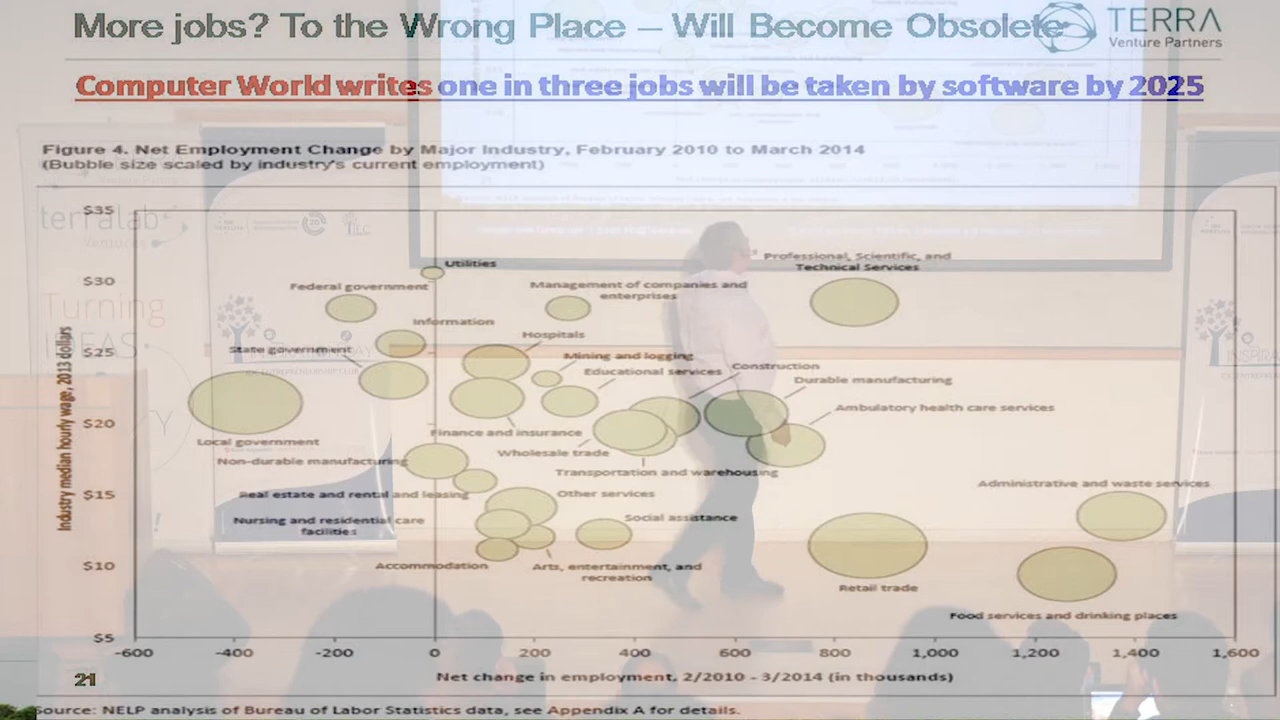 More jobs? To the Wrong Place – Will Become Obsolete
TERRA
Venture Partners
Computer World writes one in three jobs will be taken by software by 2025
Figure 4. Net Employment Change by Major Industry, February 2010 to March 2014
(Bubble size scaled by industry's current employment)
$35
$30
$25
$20
$15
$10
$5
Industry median hourly wage, 2013 dollars
terralab
Ventures
Turning
IDEAS
Utilities
Professional, Scientific, and
Technical Services
Federal government
Management of companies and
enterprises
Information
Hospitals
State government
Mining and logging
Educational services
Construction
Durable manufacturing
Ambulatory health care services
Local government
Finance and insurance
Wholesale trade
Non-durable manufacturing
Transportation and warehousing
Administrative and waste services
Real estate and rental and leasing
Other services
Nursing and residential care
facilities
Social assistance
Accommodation
Arts, entertainment, and
recreation
Retail trade
Food services and drinking places
-600 -400 -200 0 200 400 600 800 1,000 1,200 1,400 1,600
Net change in employment, 2/2010 - 3/2014 (in thousands)
21
Source: NELP analysis of Bureau of Labor Statistics data, see Appendix A for details.